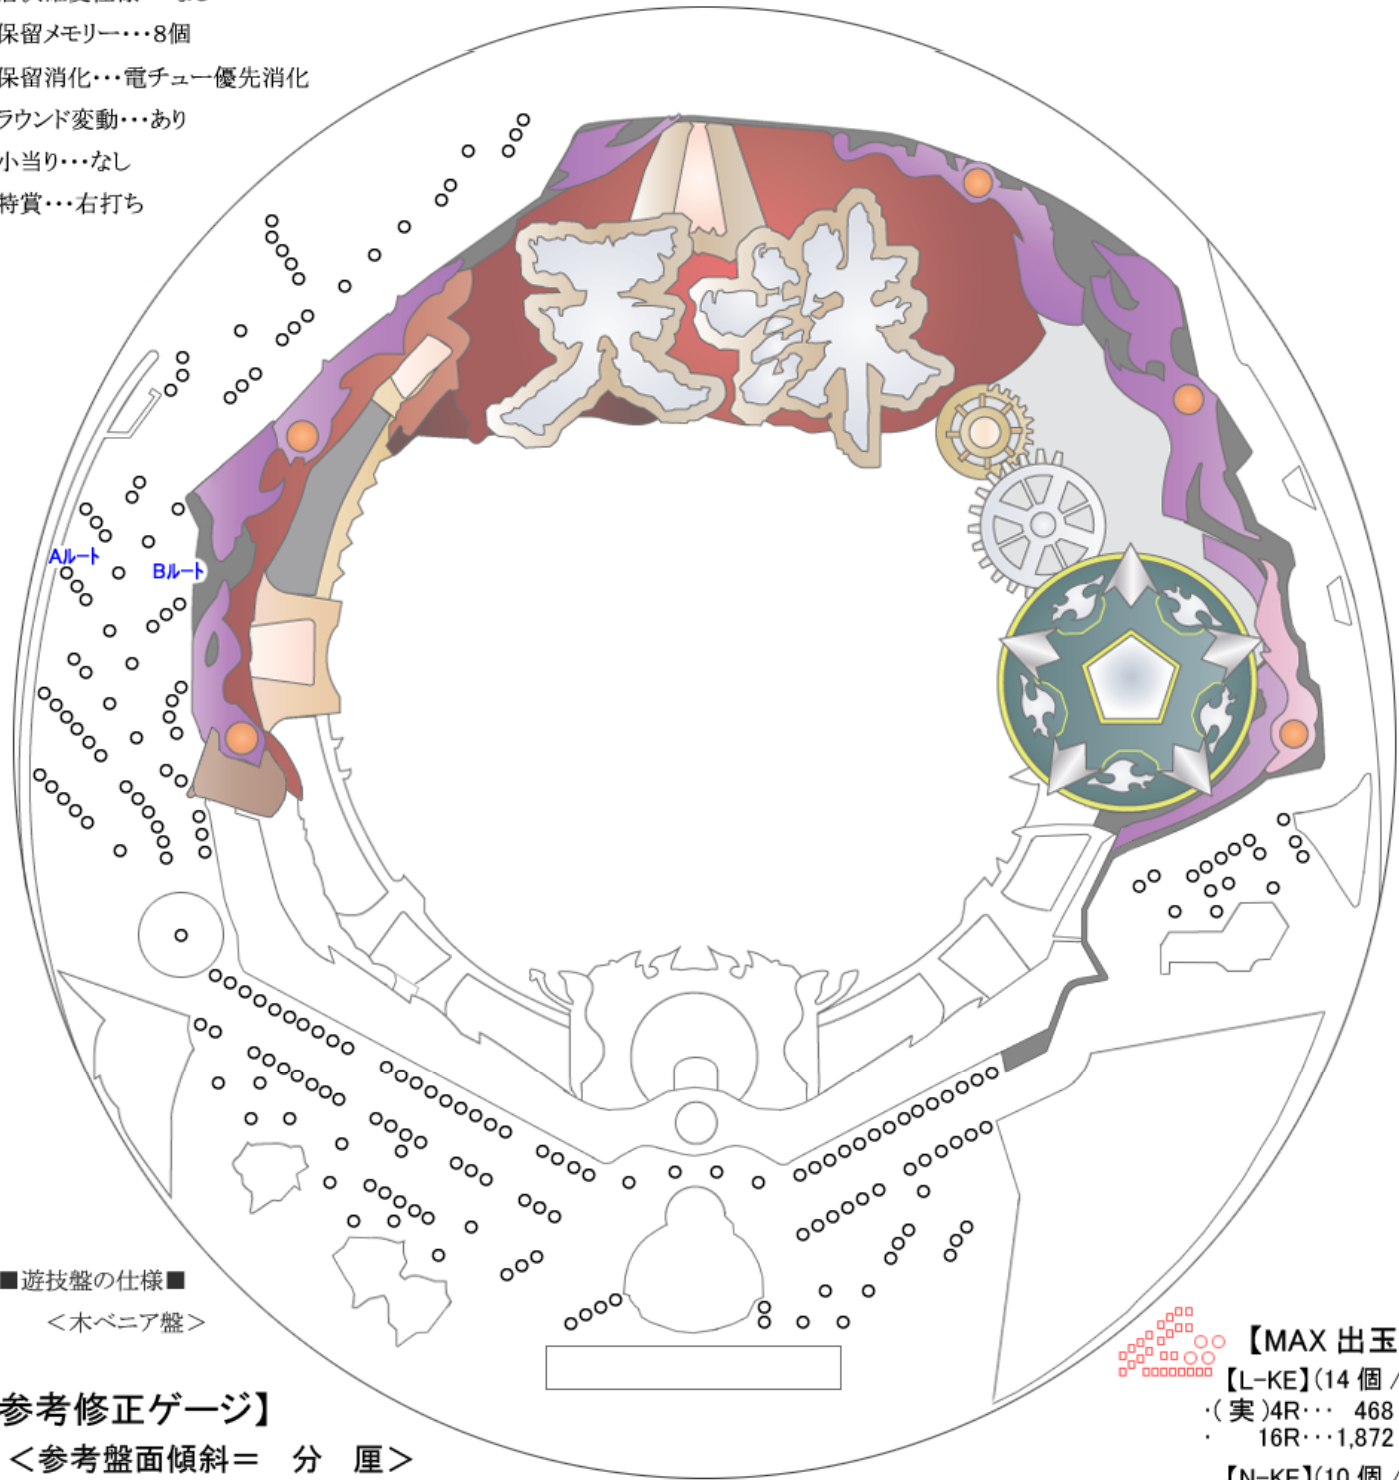 保留メモリー・・・8個
保留消化・・・電チュー優先消化
ラウンド変動・・・あり
小当り・・・なし
特賞・・・右打ち
天誅
Aルート
Bルート
■遊技盤の仕様■
＜木ベニア盤＞
参考修正ゲージ】
＜参考盤面傾斜＝　分　厘＞
【MAX 出玉
【L-KE】(14 個 /
・( 実 )4R・・・ 468
・ 16R・・・1,872
【N-KE】(10 個 /